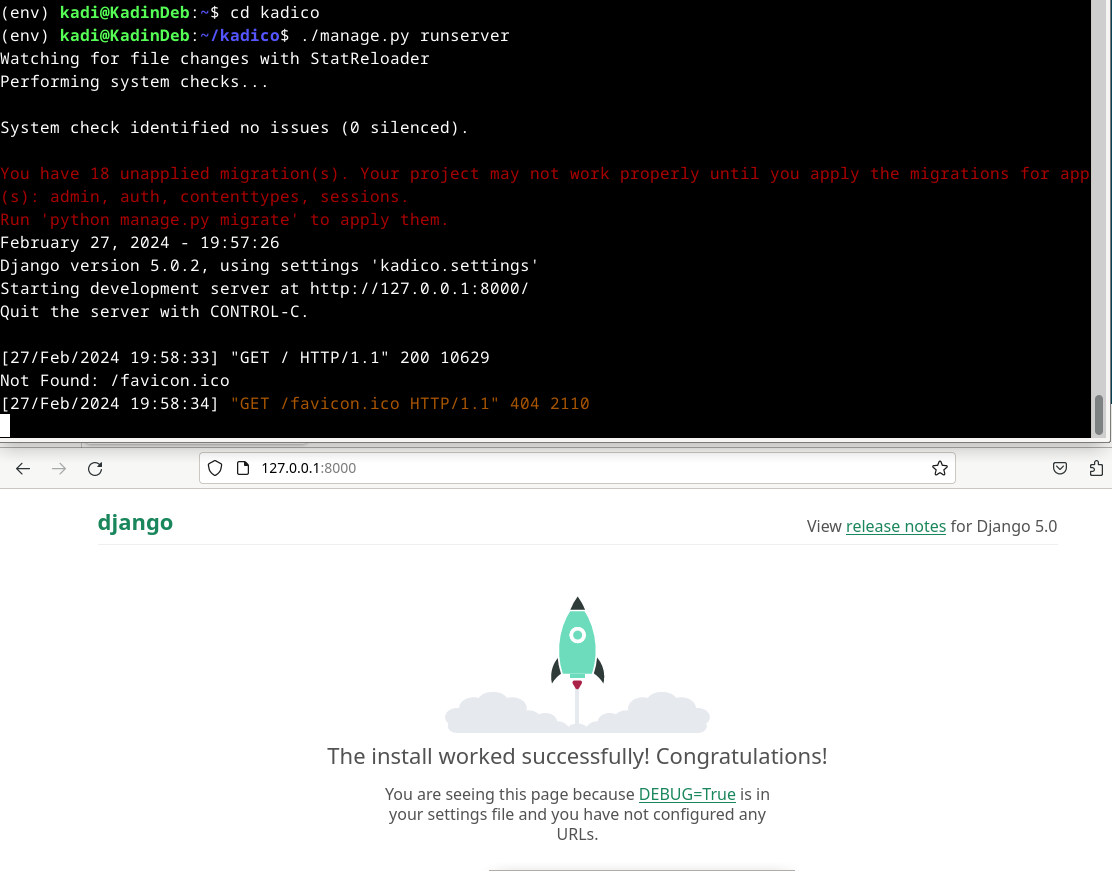 (env) kadi@KadinDeb:~$ cd kadico
(env) kadi@KadinDeb:~/kadico$ ./manage.py runserver
Watching for file changes with StatReloader
Performing system checks...
System check identified no issues (0 silenced).
You have 18 unapplied migration(s). Your project may not work properly until you apply the migrations for app
(s): admin, auth, contenttypes, sessions.
Run 'python manage.py migrate' to apply them.
February 27, 2024 - 19:57:26
Django version 5.0.2, using settings 'kadico.settings'
Starting development server at http://127.0.0.1:8000/
Quit the server with CONTROL-C.
[27/Feb/2024 19:58:33] "GET / HTTP/1.1" 200 10629
Not Found: /favicon.ico
[27/Feb/2024 19:58:34] "GET /favicon.ico HTTP/1.1" 404 2110
127.0.0.1:8000
django
View release notes for Django 5.0
The install worked successfully! Congratulations!
You are seeing this page because DEBUG=True is in
your settings file and you have not configured any
URLs.